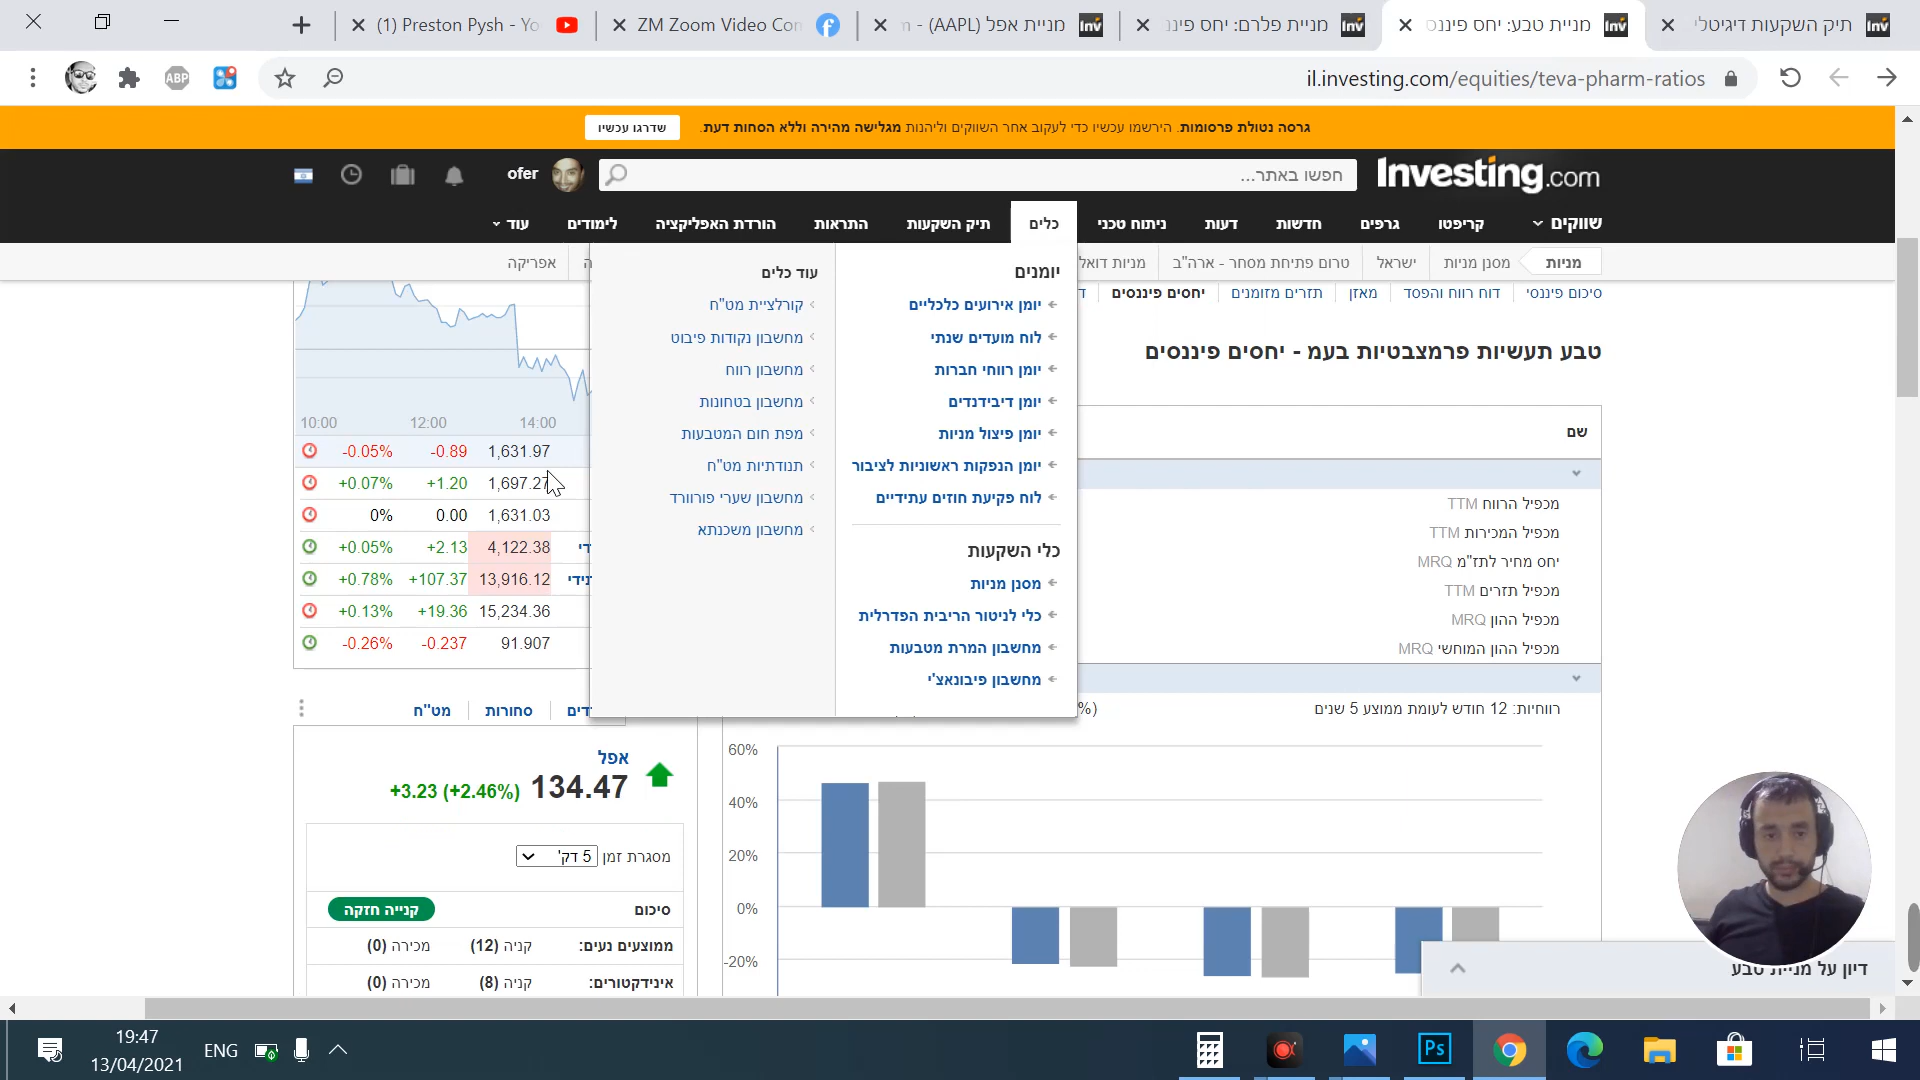 (1) Preston Pysh - Yo
ZM Zoom Video Con
מניית אפל (AAPL) -
מניית פלרם: יחס פיננ
מניית טבע: יחס פיננס
תיק השקעות דיגיטלי
ABP
il.investing.com/equities/teva-pharm-ratios
גרסה נטולת פרסומות. הירשמו עכשיו כדי לעקוב אחר השווקים וליהנות מגלישה מהירה וללא הסחות דעת.
שדרגו עכשיו
Investing.com
חפשו באתר...
ofer
שווקים
קריפטו
גרפים
חדשות
דעות
ניתוח טכני
כלים
תיק השקעות
התראות
הורדת האפליקציה
לימודים
עוד
מניות
מסנן מניות
ישראל
טרום פתיחת מסחר - ארה"ב
מניות דואל
אפריקה
סיכום פיננסי
דוח רווח והפסד
מאזן
תזרים מזומנים
יחסים פיננסים
ד
טבע תעשיות פרמצבטיות בעמ - יחסים פיננסים
יומנים
יומן אירועים כלכליים
לוח מועדים שנתי
יומן רווחי חברות
יומן דיבידנדים
יומן פיצול מניות
יומן הנפקות ראשוניות לציבור
לוח פקיעת חוזים עתידיים
כלי השקעות
מסנן מניות
כלי לניטור הריבית הפדרלית
מחשבון המרת מטבעות
מחשבון פיבונאצ'י
עוד כלים
קורלציית מט"ח
מחשבון נקודות פיבוט
מחשבון רווח
מחשבון בטחונות
מפת חום המטבעות
תנודתיות מט"ח
מחשבון שערי פורוורד
מחשבון משכנתא
שם
מכפיל הרווח TTM
מכפיל המכירות TTM
יחס מחיר לתז"מ MRQ
מכפיל תזרים TTM
מכפיל ההון MRQ
מכפיל ההון המוחשי MRQ
רווחיות: 12 חודש לעומת ממוצע 5 שנים
(%
60%
40%
20%
0%
-20%
10:00 12:00 14:00
1,631.97 -0.89 -0.05%
1,697.27 +1.20 +0.07%
1,631.03 0.00 0%
די 4,122.38 +2.13 +0.05%
תידי 13,916.12 +107.37 +0.78%
15,234.36 +19.36 +0.13%
91.907 -0.237 -0.26%
דים
סחורות
מט"ח
אפל
134.47 +3.23 (+2.46%)
מסגרת זמן 5 דק'
סיכום קנייה חזקה
ממוצעים נעים: קניה (12) מכירה (0)
אינדקטורים: קניה (8) מכירה (0)
דיון על מניית טבע
19:47
13/04/2021
ENG
Ps